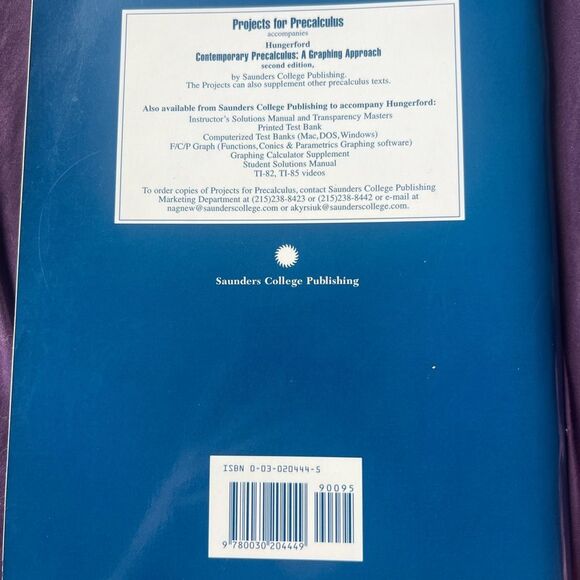 Projects for Precalculus
accompanies
Hungerford
Contemporary Precalculus: A Graphing Approach
second edition,
by Saunders College Publishing.
The Projects can also supplement other precalculus texts.
Also available from Saunders College Publishing to accompany Hungerford:
Instructor's Solutions Manual and Transparency Masters
Printed Test Bank
Computerized Test Banks (Mac, DOS, Windows)
F/C/P Graph (Functions, Conics & Parametrics Graphing software)
Graphing Calculator Supplement
Student Solutions Manual
TI-82, TI-85 videos
To order copies of Projects for Precalculus, contact Saunders College Publishing
Marketing Department at (215)238-8423 or (215)238-8442 or e-mail at
nagnew@saunderscollege.com or akyrsiuk@saunderscollege.com.
Saunders College Publishing
ISBN 0-03-020444-5
90095
9 780030 204449